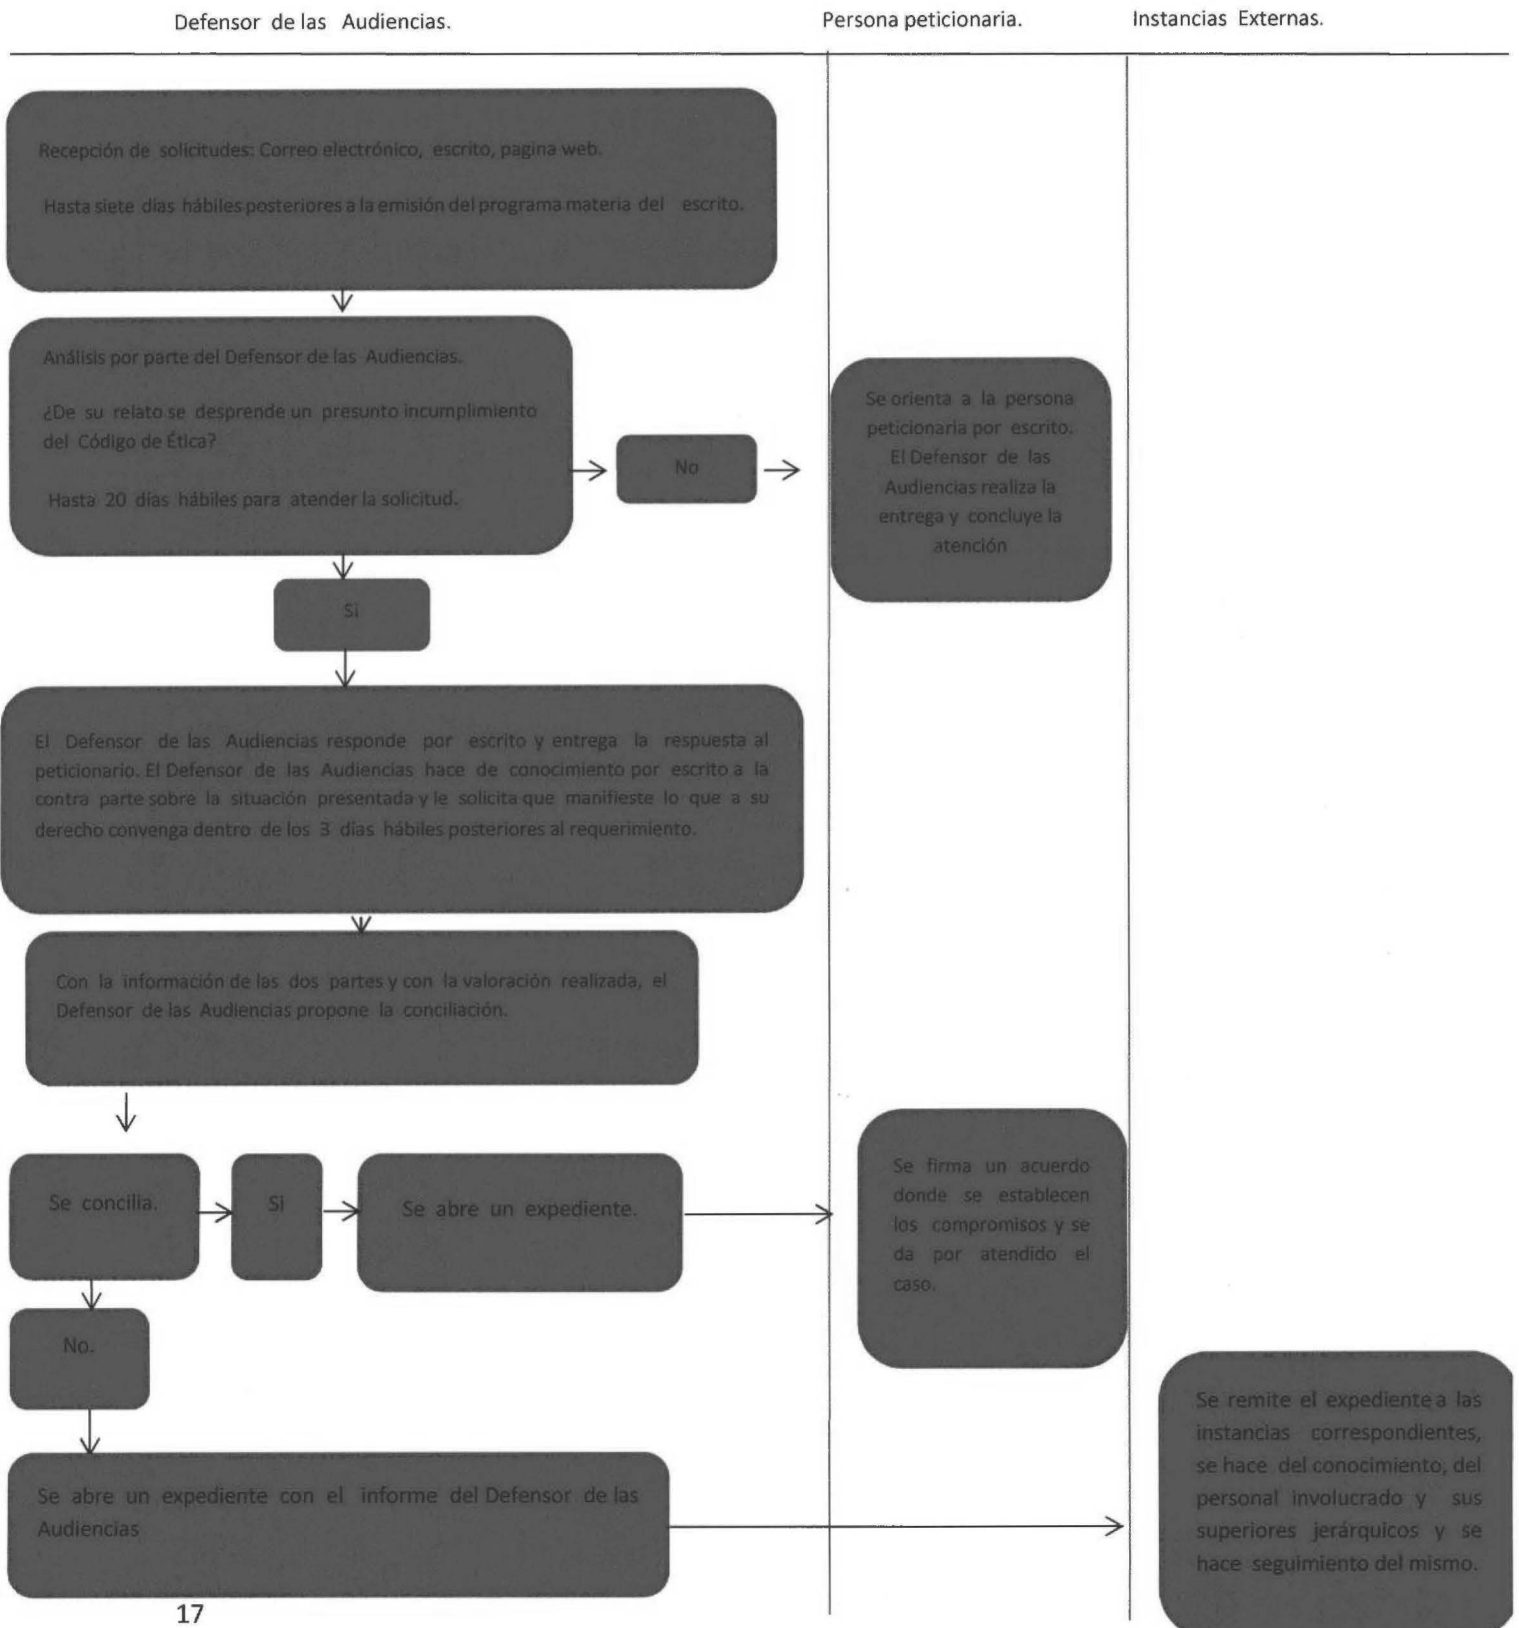 Defensor de las Audiencias.
Persona peticionaria.
Instancias Externas.
Recepción de solicitudes: Correo electrónico, escrito, pagina web.
Hasta siete días hábiles posteriores a la emisión del programa materia del escrito.
Análisis por parte del Defensor de las Audiencias.
¿De su relato se desprende un presunto incumplimiento
del Código de Ética?
Hasta 20 días hábiles para atender la solicitud.
No
Se orienta a la persona
peticionaria por escrito.
El Defensor de las
Audiencias realiza la
entrega y concluye la
atención
Si
El Defensor de las Audiencias responde por escrito y entrega la respuesta al
peticionario. El Defensor de las Audiencias hace de conocimiento por escrito a la
contra parte sobre la situación presentada y le solicita que manifieste lo que a su
derecho convenga dentro de los 3 días hábiles posteriores al requerimiento.
Con la información de las dos partes y con la valoración realizada, el
Defensor de las Audiencias propone la conciliación.
Se concilia.
Si
Se abre un expediente.
Se firma un acuerdo
donde se establecen
los compromisos y se
da por atendido el
caso.
No.
Se abre un expediente con el informe del Defensor de las
Audiencias
Se remite el expediente a las
instancias correspondientes,
se hace del conocimiento, del
personal involucrado y sus
superiores jerárquicos y se
hace seguimiento del mismo.
17